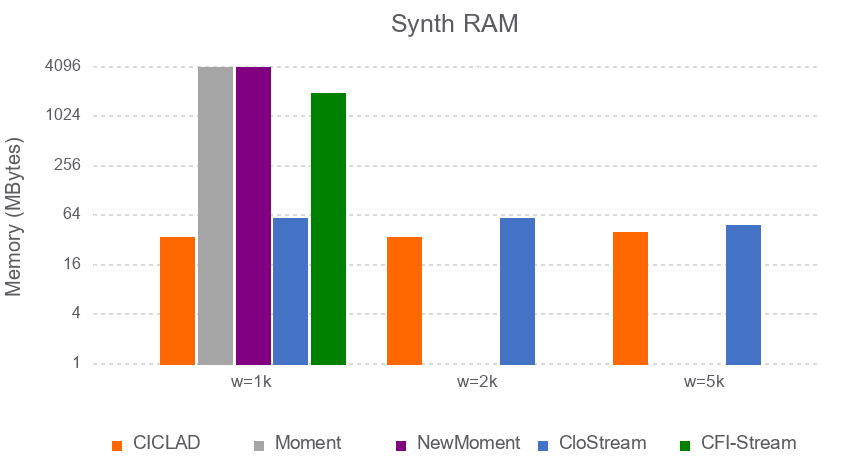 Synth RAM
Memory (MBytes)
4096
1024
256
64
16
4
1
w=1k w=2k w=5k
CICLAD Moment NewMoment CloStream CFI-Stream